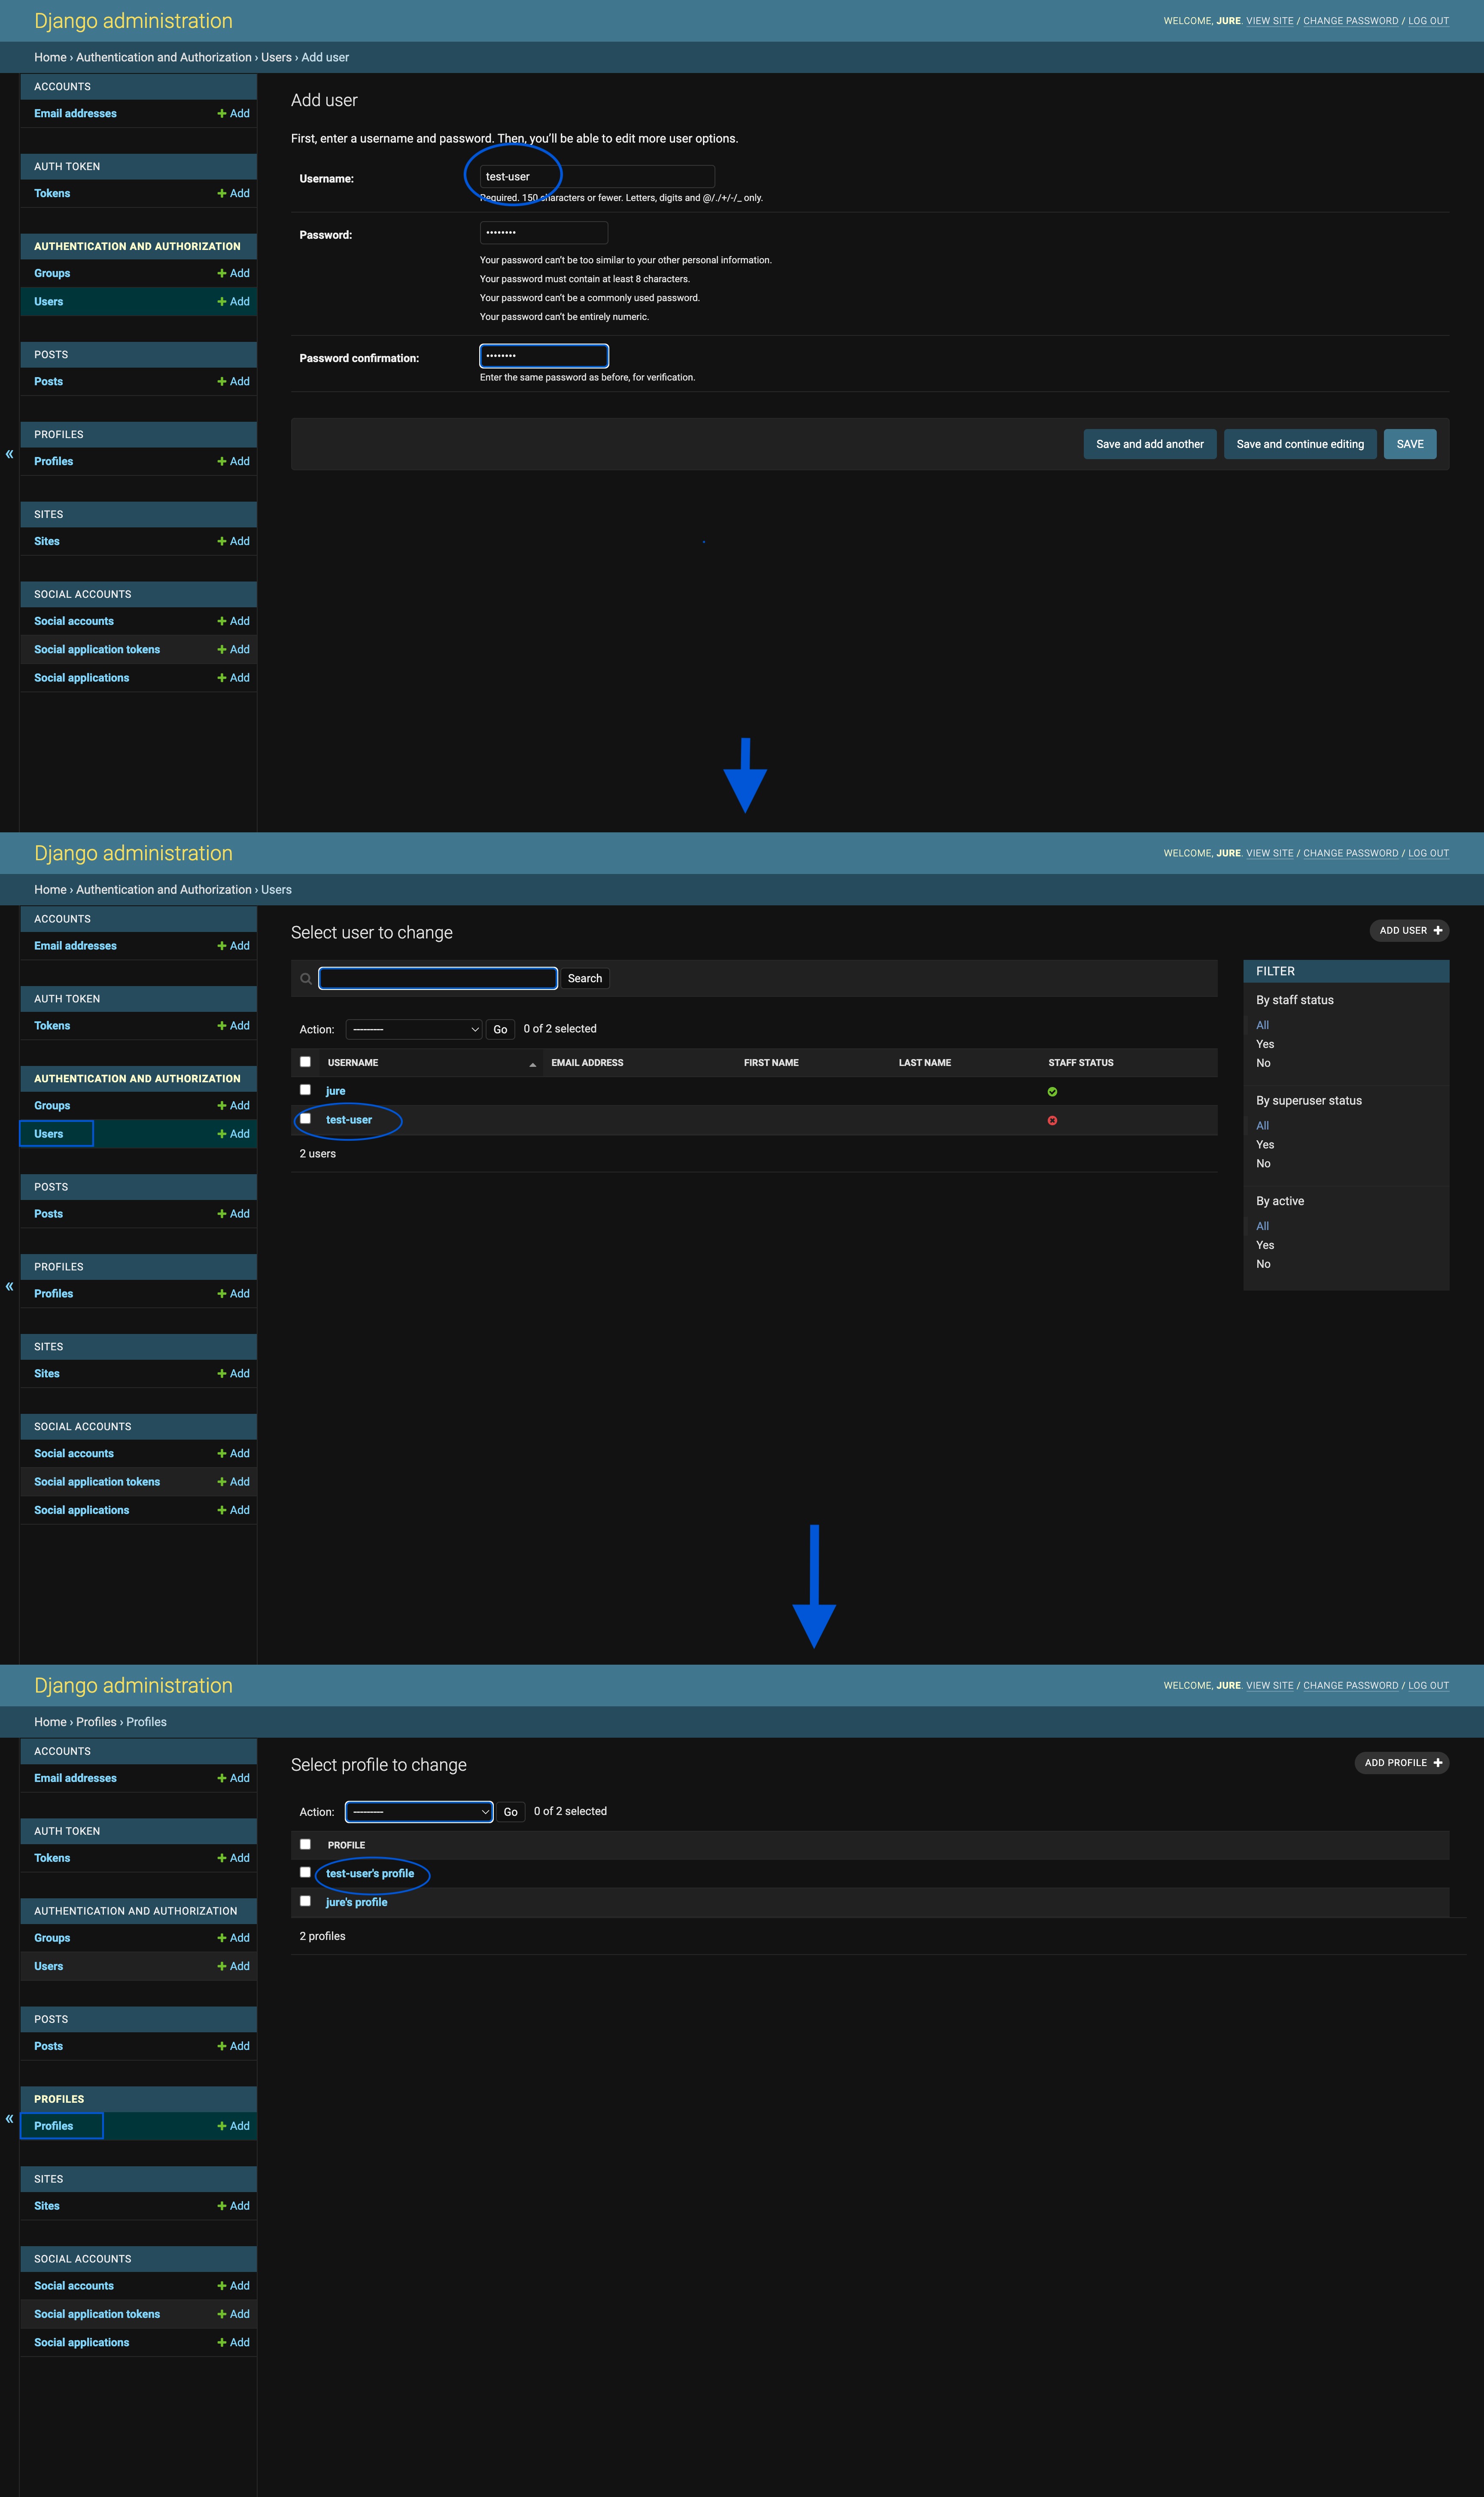 Django administration
WELCOME, JURE. VIEW SITE / CHANGE PASSWORD / LOG OUT
Home › Authentication and Authorization › Users › Add user
ACCOUNTS
Email addresses + Add
AUTH TOKEN
Tokens + Add
AUTHENTICATION AND AUTHORIZATION
Groups + Add
Users + Add
POSTS
Posts + Add
«
PROFILES
Profiles + Add
SITES
Sites + Add
SOCIAL ACCOUNTS
Social accounts + Add
Social application tokens + Add
Social applications + Add
Add user
First, enter a username and password. Then, you’ll be able to edit more user options.
Username: test-user
Required. 150 characters or fewer. Letters, digits and @/./+/-/_ only.
Password: ••••••••
Your password can’t be too similar to your other personal information.
Your password must contain at least 8 characters.
Your password can’t be a commonly used password.
Your password can’t be entirely numeric.
Password confirmation: ••••••••
Enter the same password as before, for verification.
Save and add another Save and continue editing SAVE
Django administration
WELCOME, JURE. VIEW SITE / CHANGE PASSWORD / LOG OUT
Home › Authentication and Authorization › Users
ACCOUNTS
Email addresses + Add
AUTH TOKEN
Tokens + Add
AUTHENTICATION AND AUTHORIZATION
Groups + Add
Users + Add
POSTS
Posts + Add
«
PROFILES
Profiles + Add
SITES
Sites + Add
SOCIAL ACCOUNTS
Social accounts + Add
Social application tokens + Add
Social applications + Add
Select user to change
ADD USER +
Search
Action: --------- Go 0 of 2 selected
USERNAME EMAIL ADDRESS FIRST NAME LAST NAME STAFF STATUS
jure
test-user
2 users
FILTER
By staff status
All
Yes
No
By superuser status
All
Yes
No
By active
All
Yes
No
Django administration
WELCOME, JURE. VIEW SITE / CHANGE PASSWORD / LOG OUT
Home › Profiles › Profiles
ACCOUNTS
Email addresses + Add
AUTH TOKEN
Tokens + Add
AUTHENTICATION AND AUTHORIZATION
Groups + Add
Users + Add
POSTS
Posts + Add
«
PROFILES
Profiles + Add
SITES
Sites + Add
SOCIAL ACCOUNTS
Social accounts + Add
Social application tokens + Add
Social applications + Add
Select profile to change
ADD PROFILE +
Action: --------- Go 0 of 2 selected
PROFILE
test-user's profile
jure's profile
2 profiles